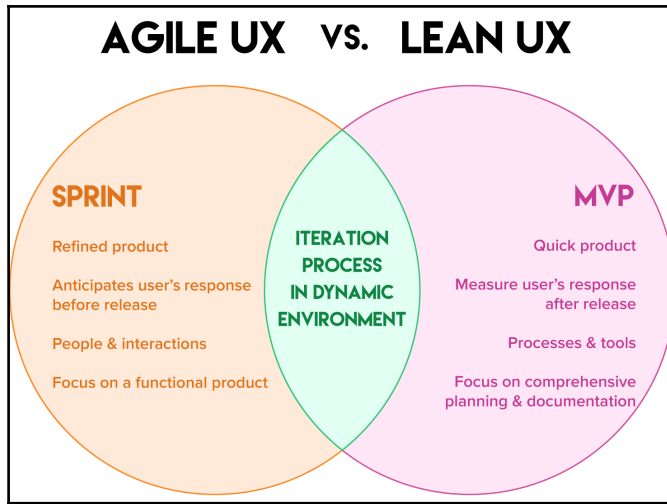 AGILE UX VS. LEAN UX
SPRINT
Refined product
Anticipates user's response
before release
People & interactions
Focus on a functional product
ITERATION
PROCESS
IN DYNAMIC
ENVIRONMENT
MVP
Quick product
Measure user's response
after release
Processes & tools
Focus on comprehensive
planning & documentation